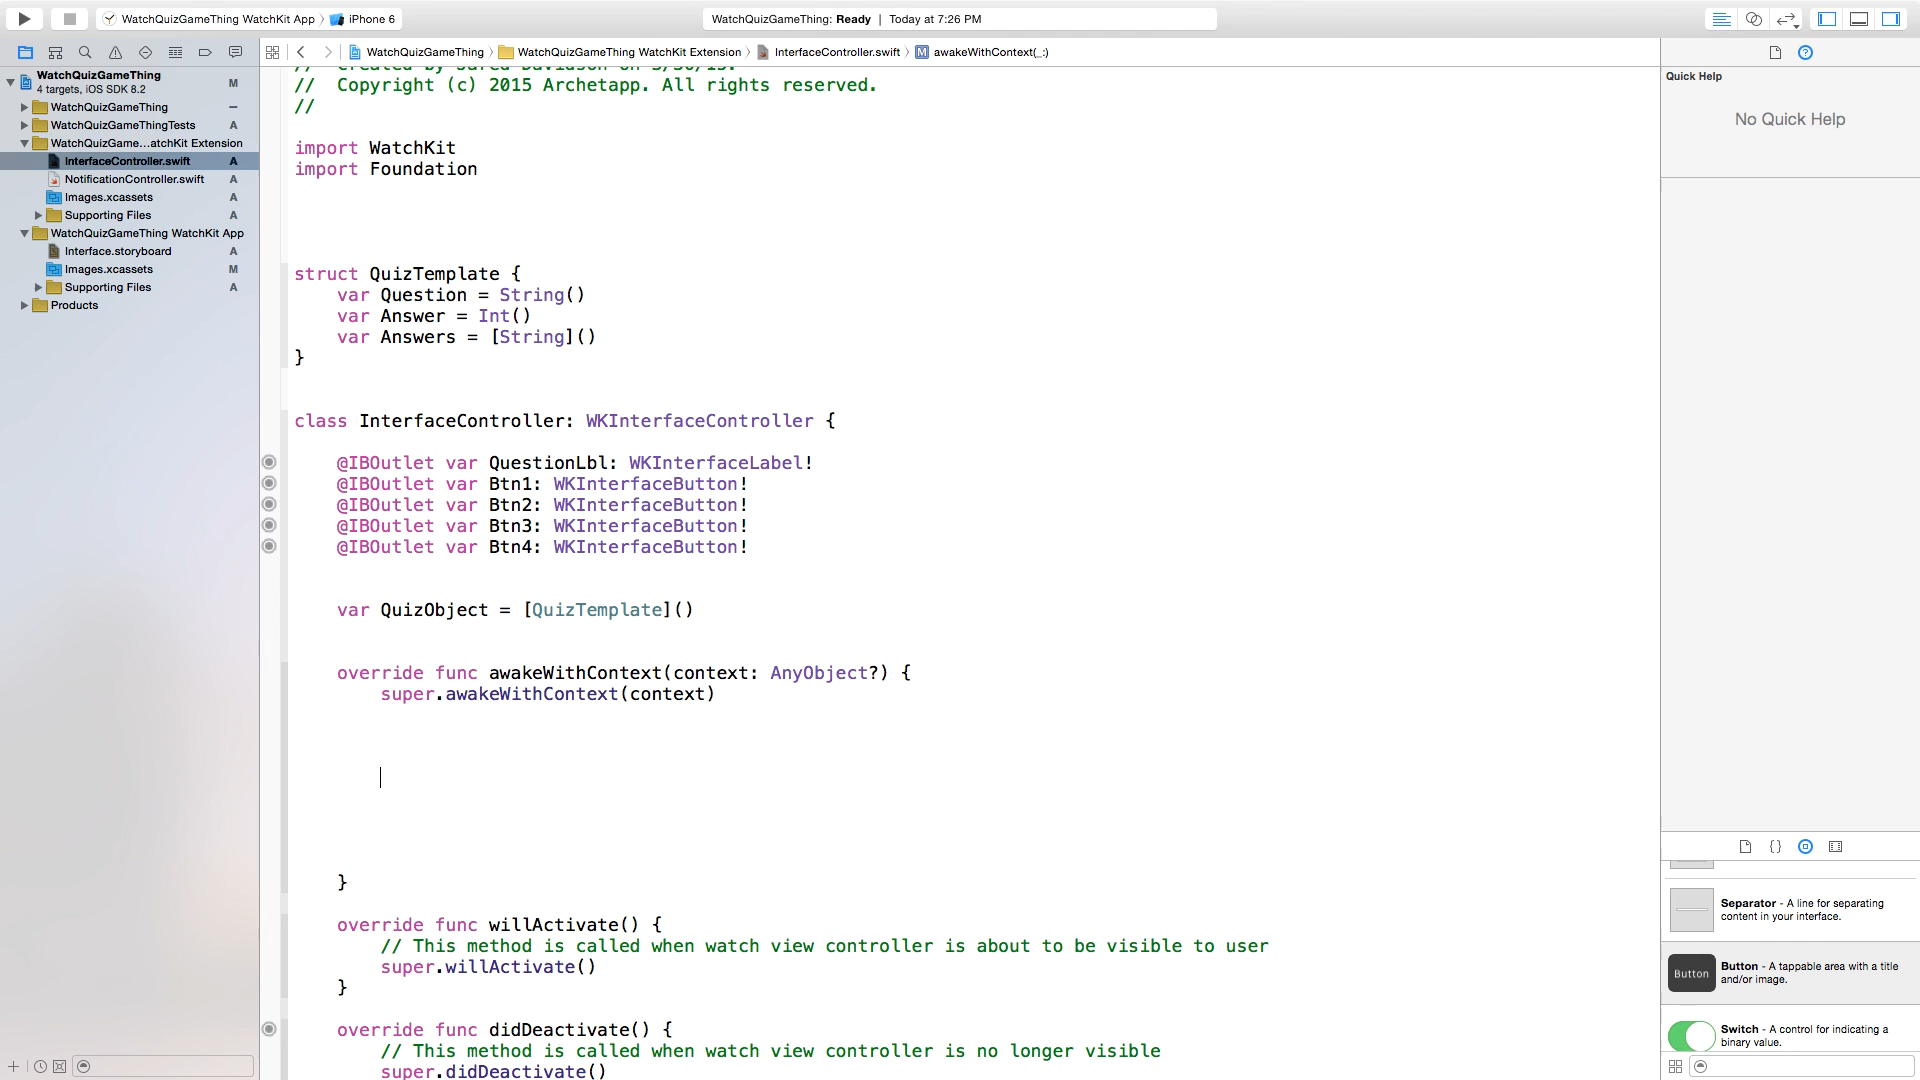 WatchQuizGameThing WatchKit App iPhone 6
WatchQuizGameThing: Ready | Today at 7:26 PM
WatchQuizGameThing WatchQuizGameThing WatchKit Extension InterfaceController.swift M awakeWithContext(_:)
WatchQuizGameThing M
4 targets, iOS SDK 8.2
WatchQuizGameThing –
WatchQuizGameThingTests A
WatchQuizGame...atchKit Extension
InterfaceController.swift A
NotificationController.swift A
Images.xcassets A
Supporting Files A
WatchQuizGameThing WatchKit App
Interface.storyboard A
Images.xcassets M
Supporting Files A
Products
// Created by Jared Davidson on 3/30/15.
// Copyright (c) 2015 Archetapp. All rights reserved.
//
import WatchKit
import Foundation
struct QuizTemplate {
var Question = String()
var Answer = Int()
var Answers = [String]()
}
class InterfaceController: WKInterfaceController {
@IBOutlet var QuestionLbl: WKInterfaceLabel!
@IBOutlet var Btn1: WKInterfaceButton!
@IBOutlet var Btn2: WKInterfaceButton!
@IBOutlet var Btn3: WKInterfaceButton!
@IBOutlet var Btn4: WKInterfaceButton!
var QuizObject = [QuizTemplate]()
override func awakeWithContext(context: AnyObject?) {
super.awakeWithContext(context)
}
override func willActivate() {
// This method is called when watch view controller is about to be visible to user
super.willActivate()
}
override func didDeactivate() {
// This method is called when watch view controller is no longer visible
super.didDeactivate()
Quick Help
No Quick Help
{}
Separator - A line for separating
content in your interface.
Button
Button - A tappable area with a title
and/or image.
Switch - A control for indicating a
binary value.